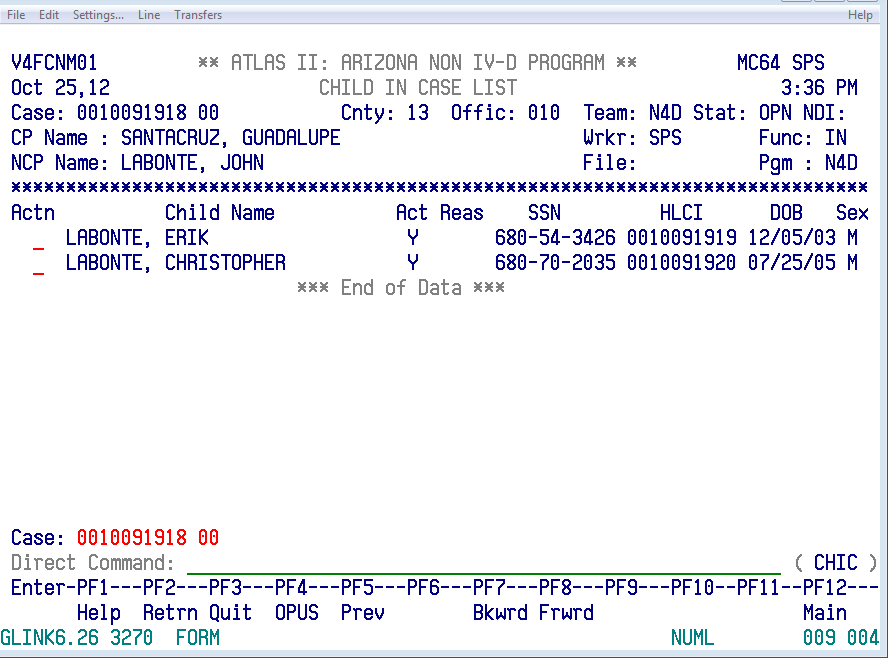 File Edit Settings... Line Transfers Help
V4FCNM01 ** ATLAS II: ARIZONA NON IV-D PROGRAM ** MC64 SPS
Oct 25,12 CHILD IN CASE LIST 3:36 PM
Case: 0010091918 00 Cnty: 13 Offic: 010 Team: N4D Stat: OPN NDI:
CP Name : SANTACRUZ, GUADALUPE Wrkr: SPS Func: IN
NCP Name: LABONTE, JOHN File: Pgm : N4D
******************************************************************************
Actn Child Name Act Reas SSN HLCI DOB Sex
_ LABONTE, ERIK Y 680-54-3426 0010091919 12/05/03 M
_ LABONTE, CHRISTOPHER Y 680-70-2035 0010091920 07/25/05 M
*** End of Data ***
Case: 0010091918 00
Direct Command: ( CHIC )
Enter-PF1---PF2---PF3---PF4---PF5---PF6---PF7---PF8---PF9---PF10--PF11--PF12---
Help Retrn Quit OPUS Prev Bkwrd Frwrd Main
GLINK6.26 3270 FORM NUML 009 004